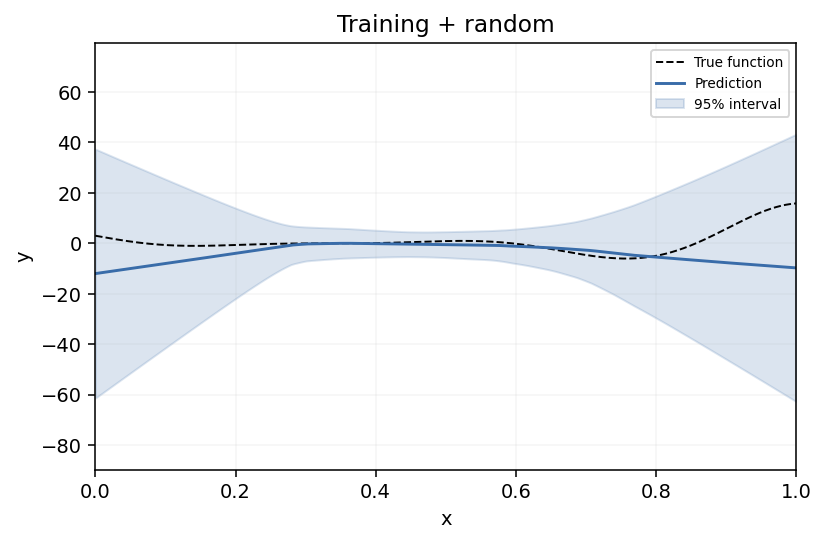 Training + random
True function
Prediction
95% interval
60
40
20
0
−20
−40
−60
−80
y
0.0 0.2 0.4 0.6 0.8 1.0
x